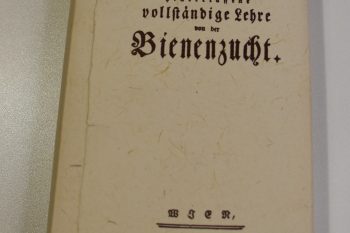 vollständige Lehre
von der
Bienenzucht.
WIEN,